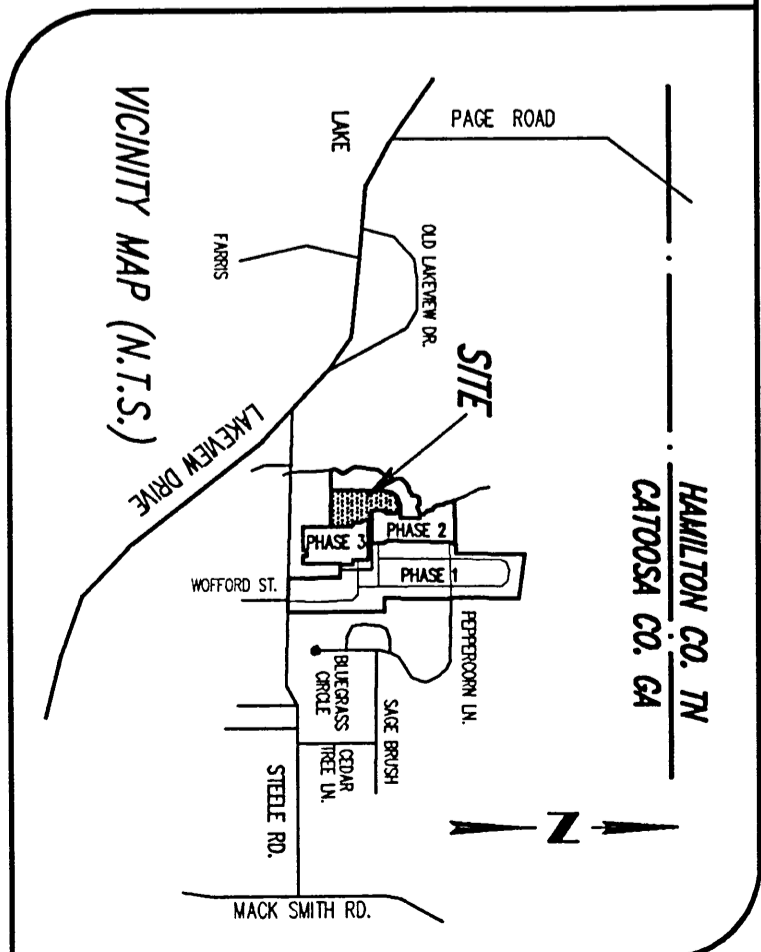 HAMILTON CO. TN
CATOOSA CO. GA
PAGE ROAD
LAKE
OLD LAKEVIEW DR.
FARRIS
SITE
LAKEVIEW DRIVE
PHASE 2
PHASE 3
PHASE 1
WOFFORD ST.
PEPPERCORN LN.
BLUEGRASS
CIRCLE
SAGE BRUSH
CEDAR
TREE LN.
STEELE RD.
MACK SMITH RD.
N
VICINITY MAP (N.T.S.)